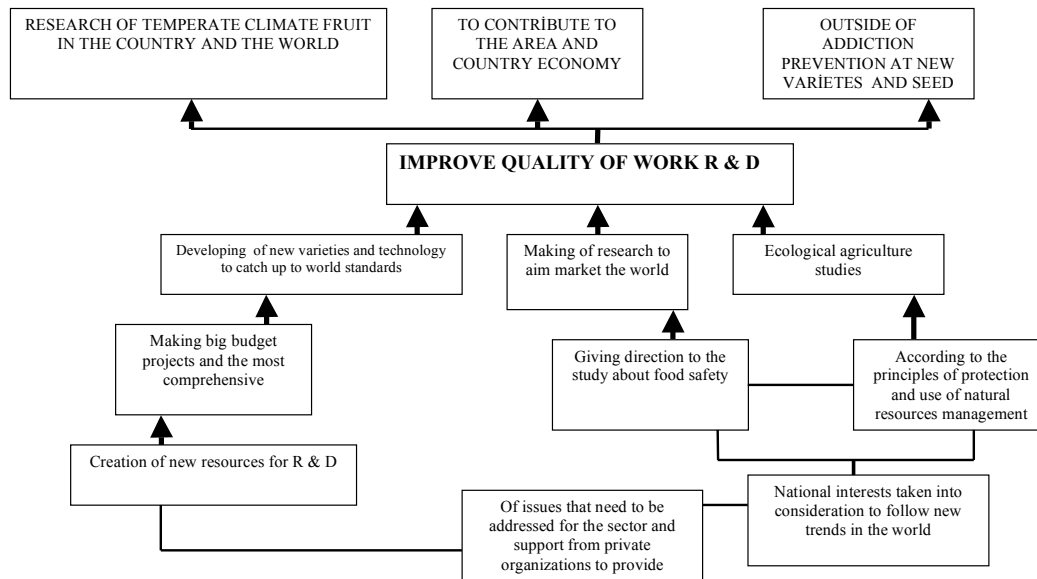 RESEARCH OF TEMPERATE CLIMATE FRUIT
IN THE COUNTRY AND THE WORLD
TO CONTRİBUTE TO
THE AREA AND
COUNTRY ECONOMY
OUTSIDE OF
ADDICTION
PREVENTION AT NEW
VARİETES AND SEED
IMPROVE QUALITY OF WORK R & D
Developing of new varieties and technology
to catch up to world standards
Making of research to
aim market the world
Ecological agriculture
studies
Making big budget
projects and the most
comprehensive
Giving direction to the
study about food safety
According to the
principles of protection
and use of natural
resources management
Creation of new resources for R & D
Of issues that need to be
addressed for the sector and
support from private
organizations to provide
National interests taken into
consideration to follow new
trends in the world